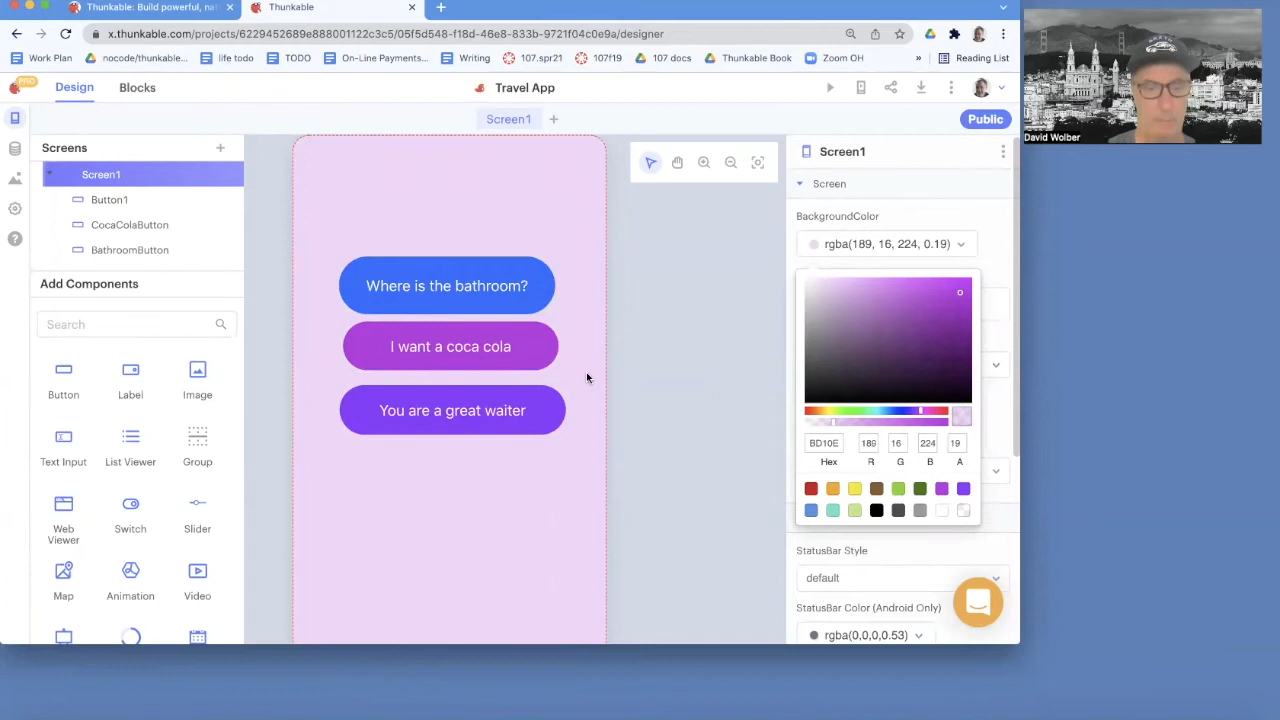 Thunkable: Build powerful, nat
Thunkable
x.thunkable.com/projects/6229452689e888001122c3c5/05f5d548-f18d-46e8-833b-9721f04c0e9a/designer
Work Plan
nocode/thunkable...
life todo
TODO
On-Line Payments...
Writing
107.spr21
107f19
107 docs
Thunkable Book
Zoom OH
»
Reading List
PRO
Design
Blocks
Travel App
Screen1
Public
Screens
Screen1
Button1
CocaColaButton
BathroomButton
Add Components
Search
Button
Label
Image
Text Input
List Viewer
Group
Web
Viewer
Switch
Slider
Map
Animation
Video
Where is the bathroom?
I want a coca cola
You are a great waiter
Screen1
Screen
BackgroundColor
rgba(189, 16, 224, 0.19)
BD10E
189
16
224
19
Hex
R
G
B
A
StatusBar Style
default
StatusBar Color (Android Only)
rgba(0,0,0,0.53)
David Wolber